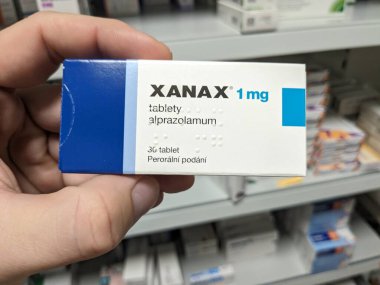 XANAX® 1 mg
tablety
alprazolamum
30 tablet
Perorální podání